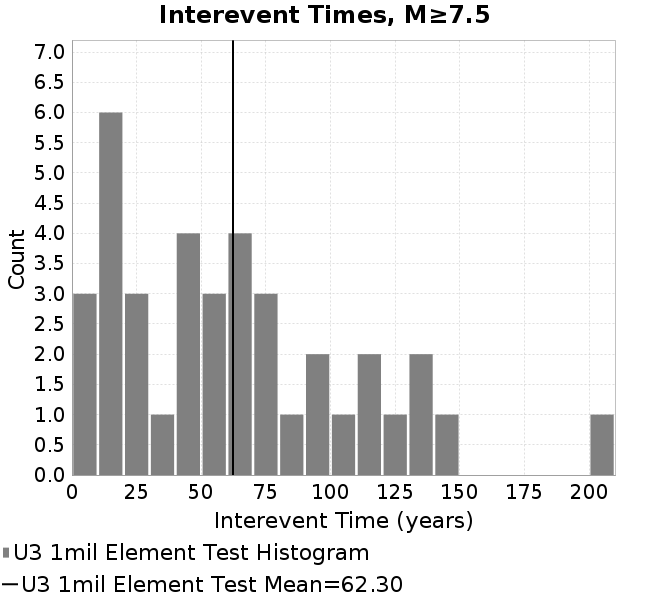 Interevent Times, M≥7.5
7.0
6.5
6.0
5.5
5.0
4.5
4.0
3.5
3.0
2.5
2.0
1.5
1.0
0.5
0.0
Count
0 25 50 75 100 125 150 175 200
Interevent Time (years)
U3 1mil Element Test Histogram
U3 1mil Element Test Mean=62.30